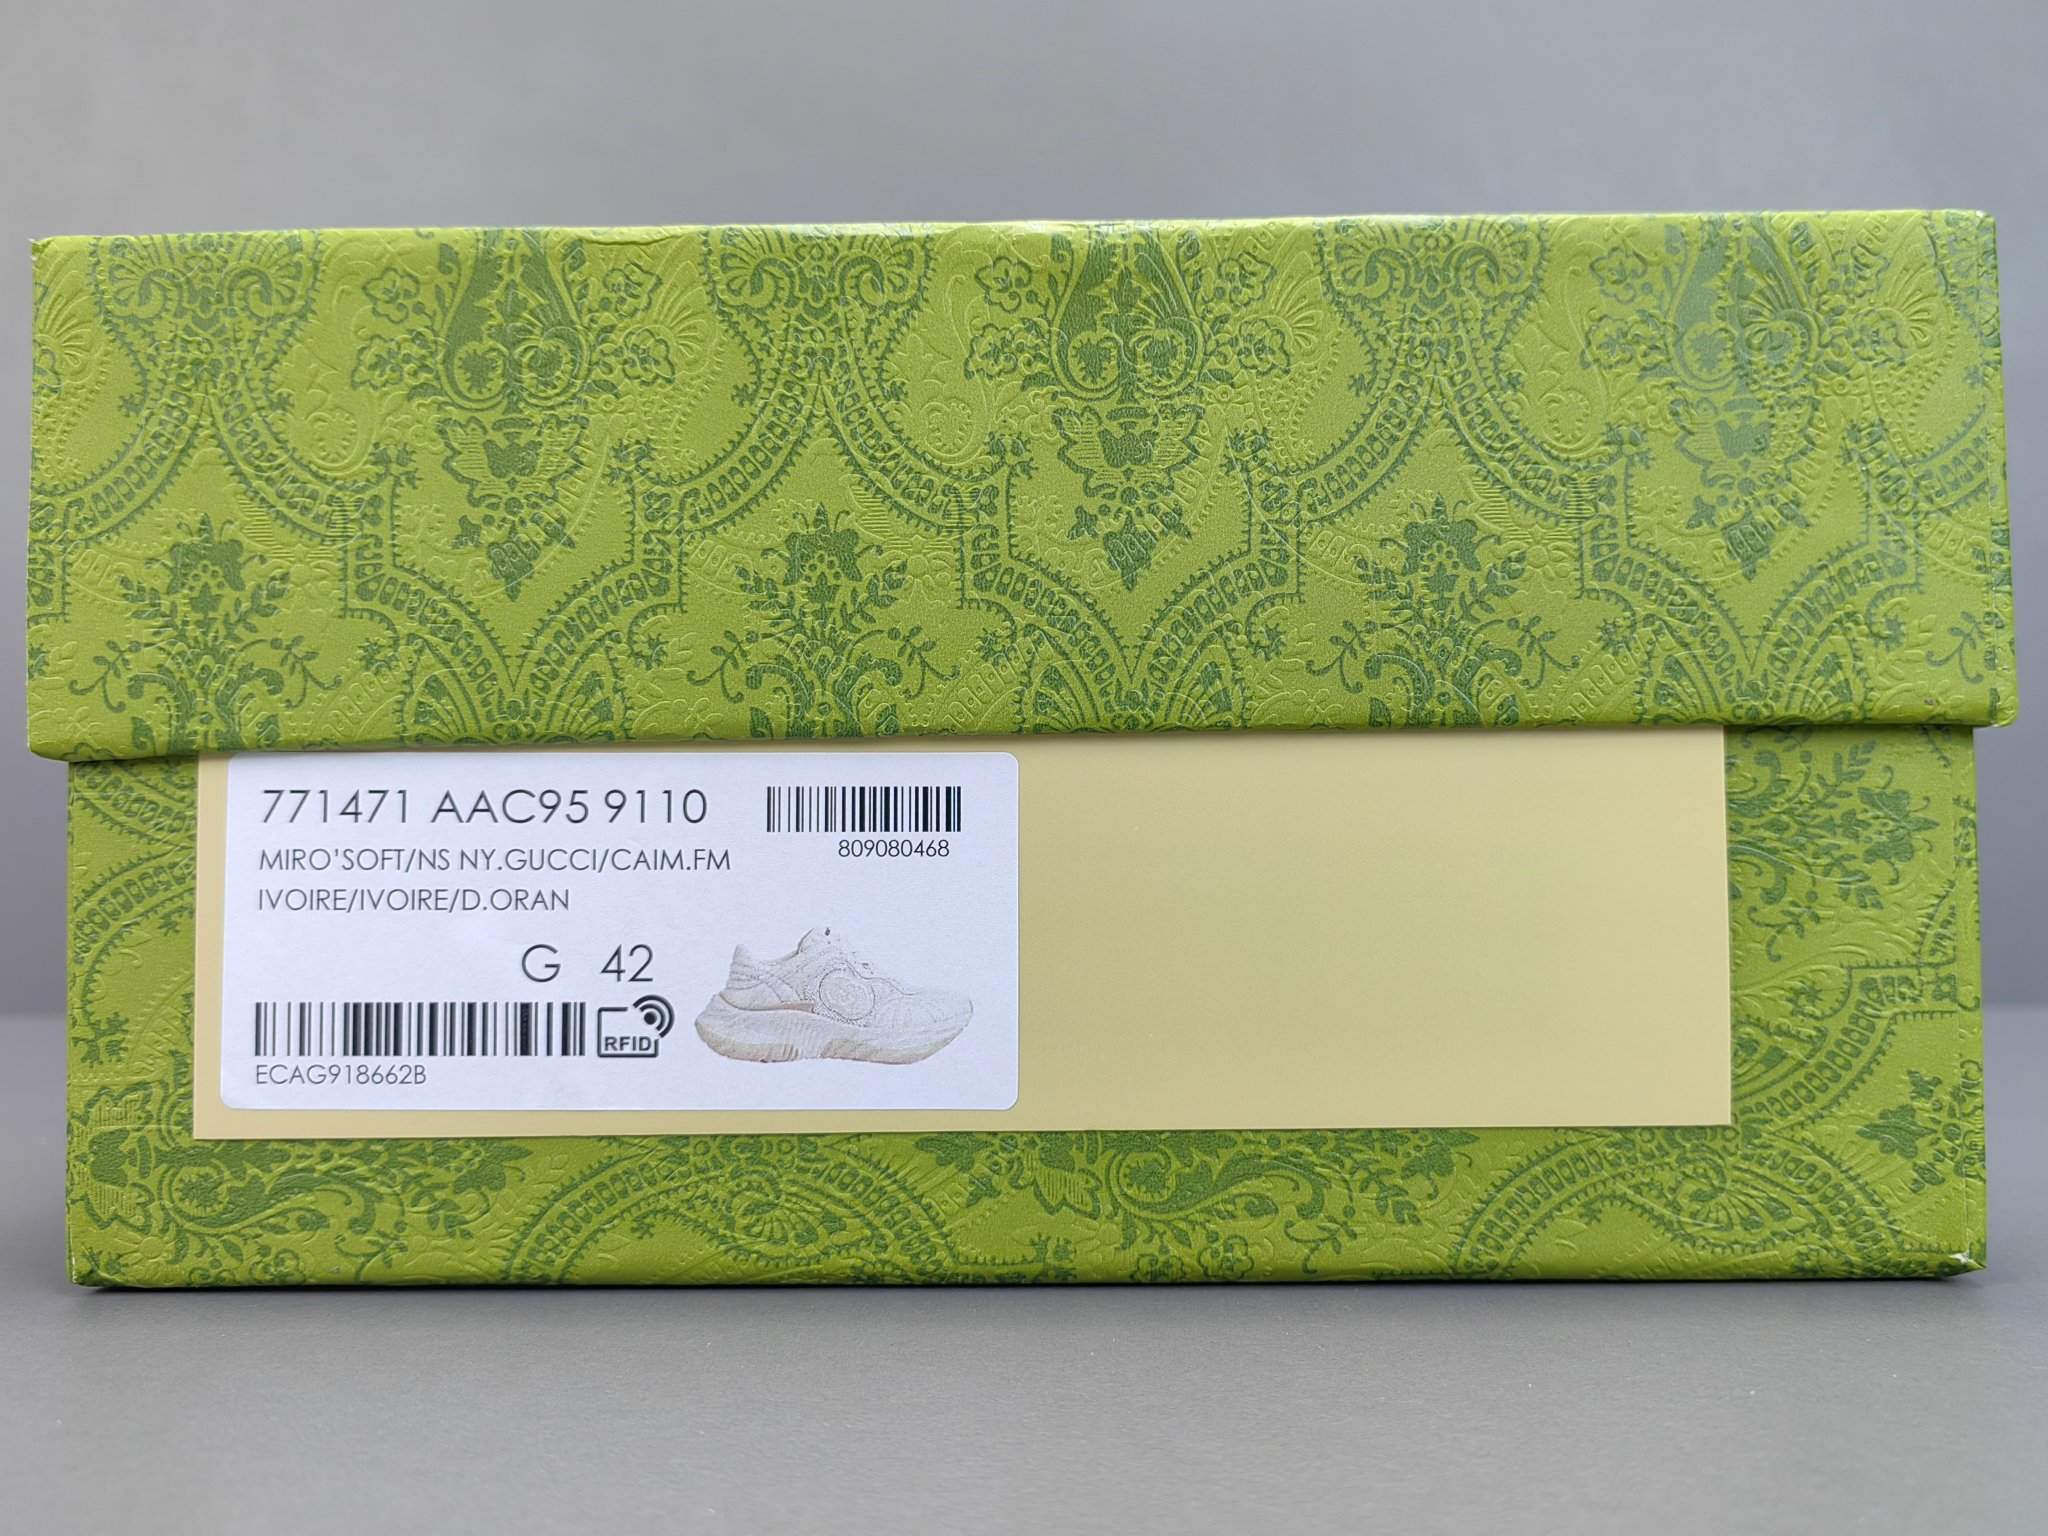 771471 AAC95 9110
809080468
MIRO'SOFT/NS NY.GUCCI/CAIM.FM
IVOIRE/IVOIRE/D.ORAN
G 42
RFID
ECAG918662B